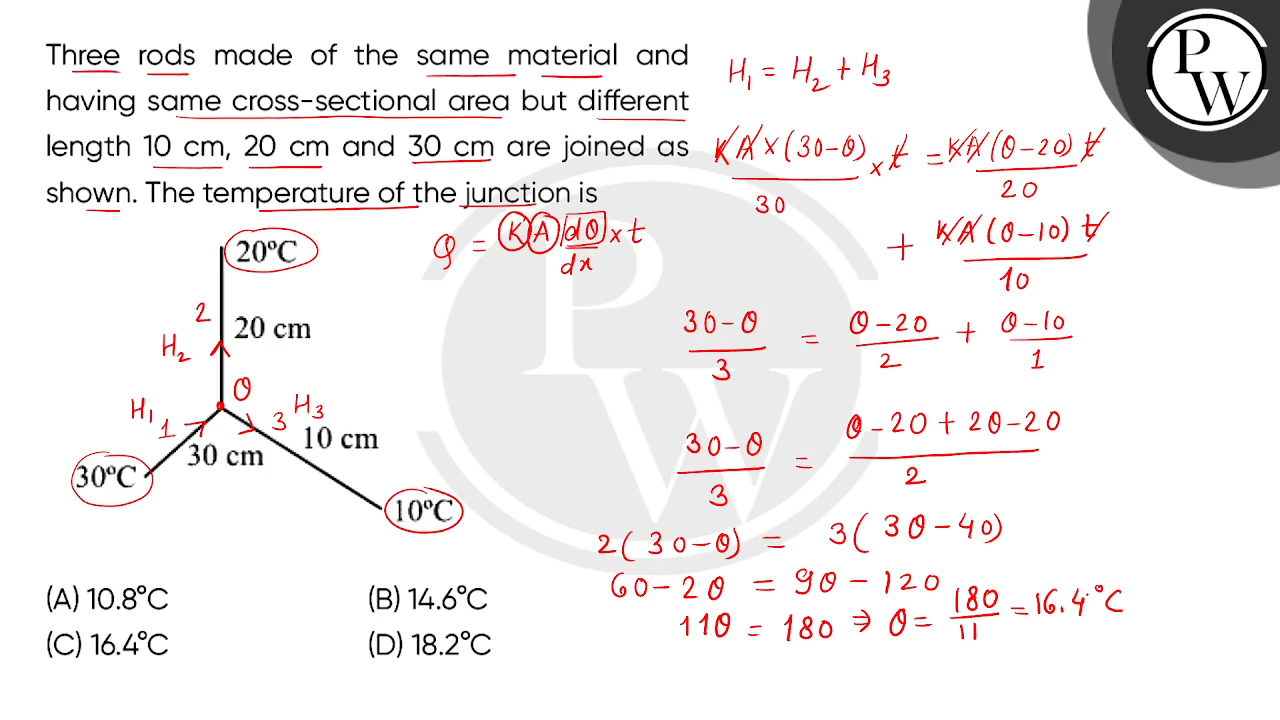 Three rods made of the same material and
having same cross-sectional area but different
length 10 cm, 20 cm and 30 cm are joined as
shown. The temperature of the junction is
20°C
2
20 cm
H₂
θ
H₁
1
3
H₃
30 cm
10 cm
30°C
10°C
(A) 10.8°C
(B) 14.6°C
(C) 16.4°C
(D) 18.2°C
Q = KA dθ/dx × t
H₁ = H₂ + H₃
KA × (30-θ)/30 × t = KA(θ-20)t/20
+ KA(θ-10)t/10
30-θ/3 = θ-20/2 + θ-10/1
30-θ/3 = θ-20+2θ-20/2
2(30-θ) = 3(3θ-40)
60-2θ = 9θ-120
11θ = 180 ⇒ θ = 180/11 = 16.4°C
P
W
PW